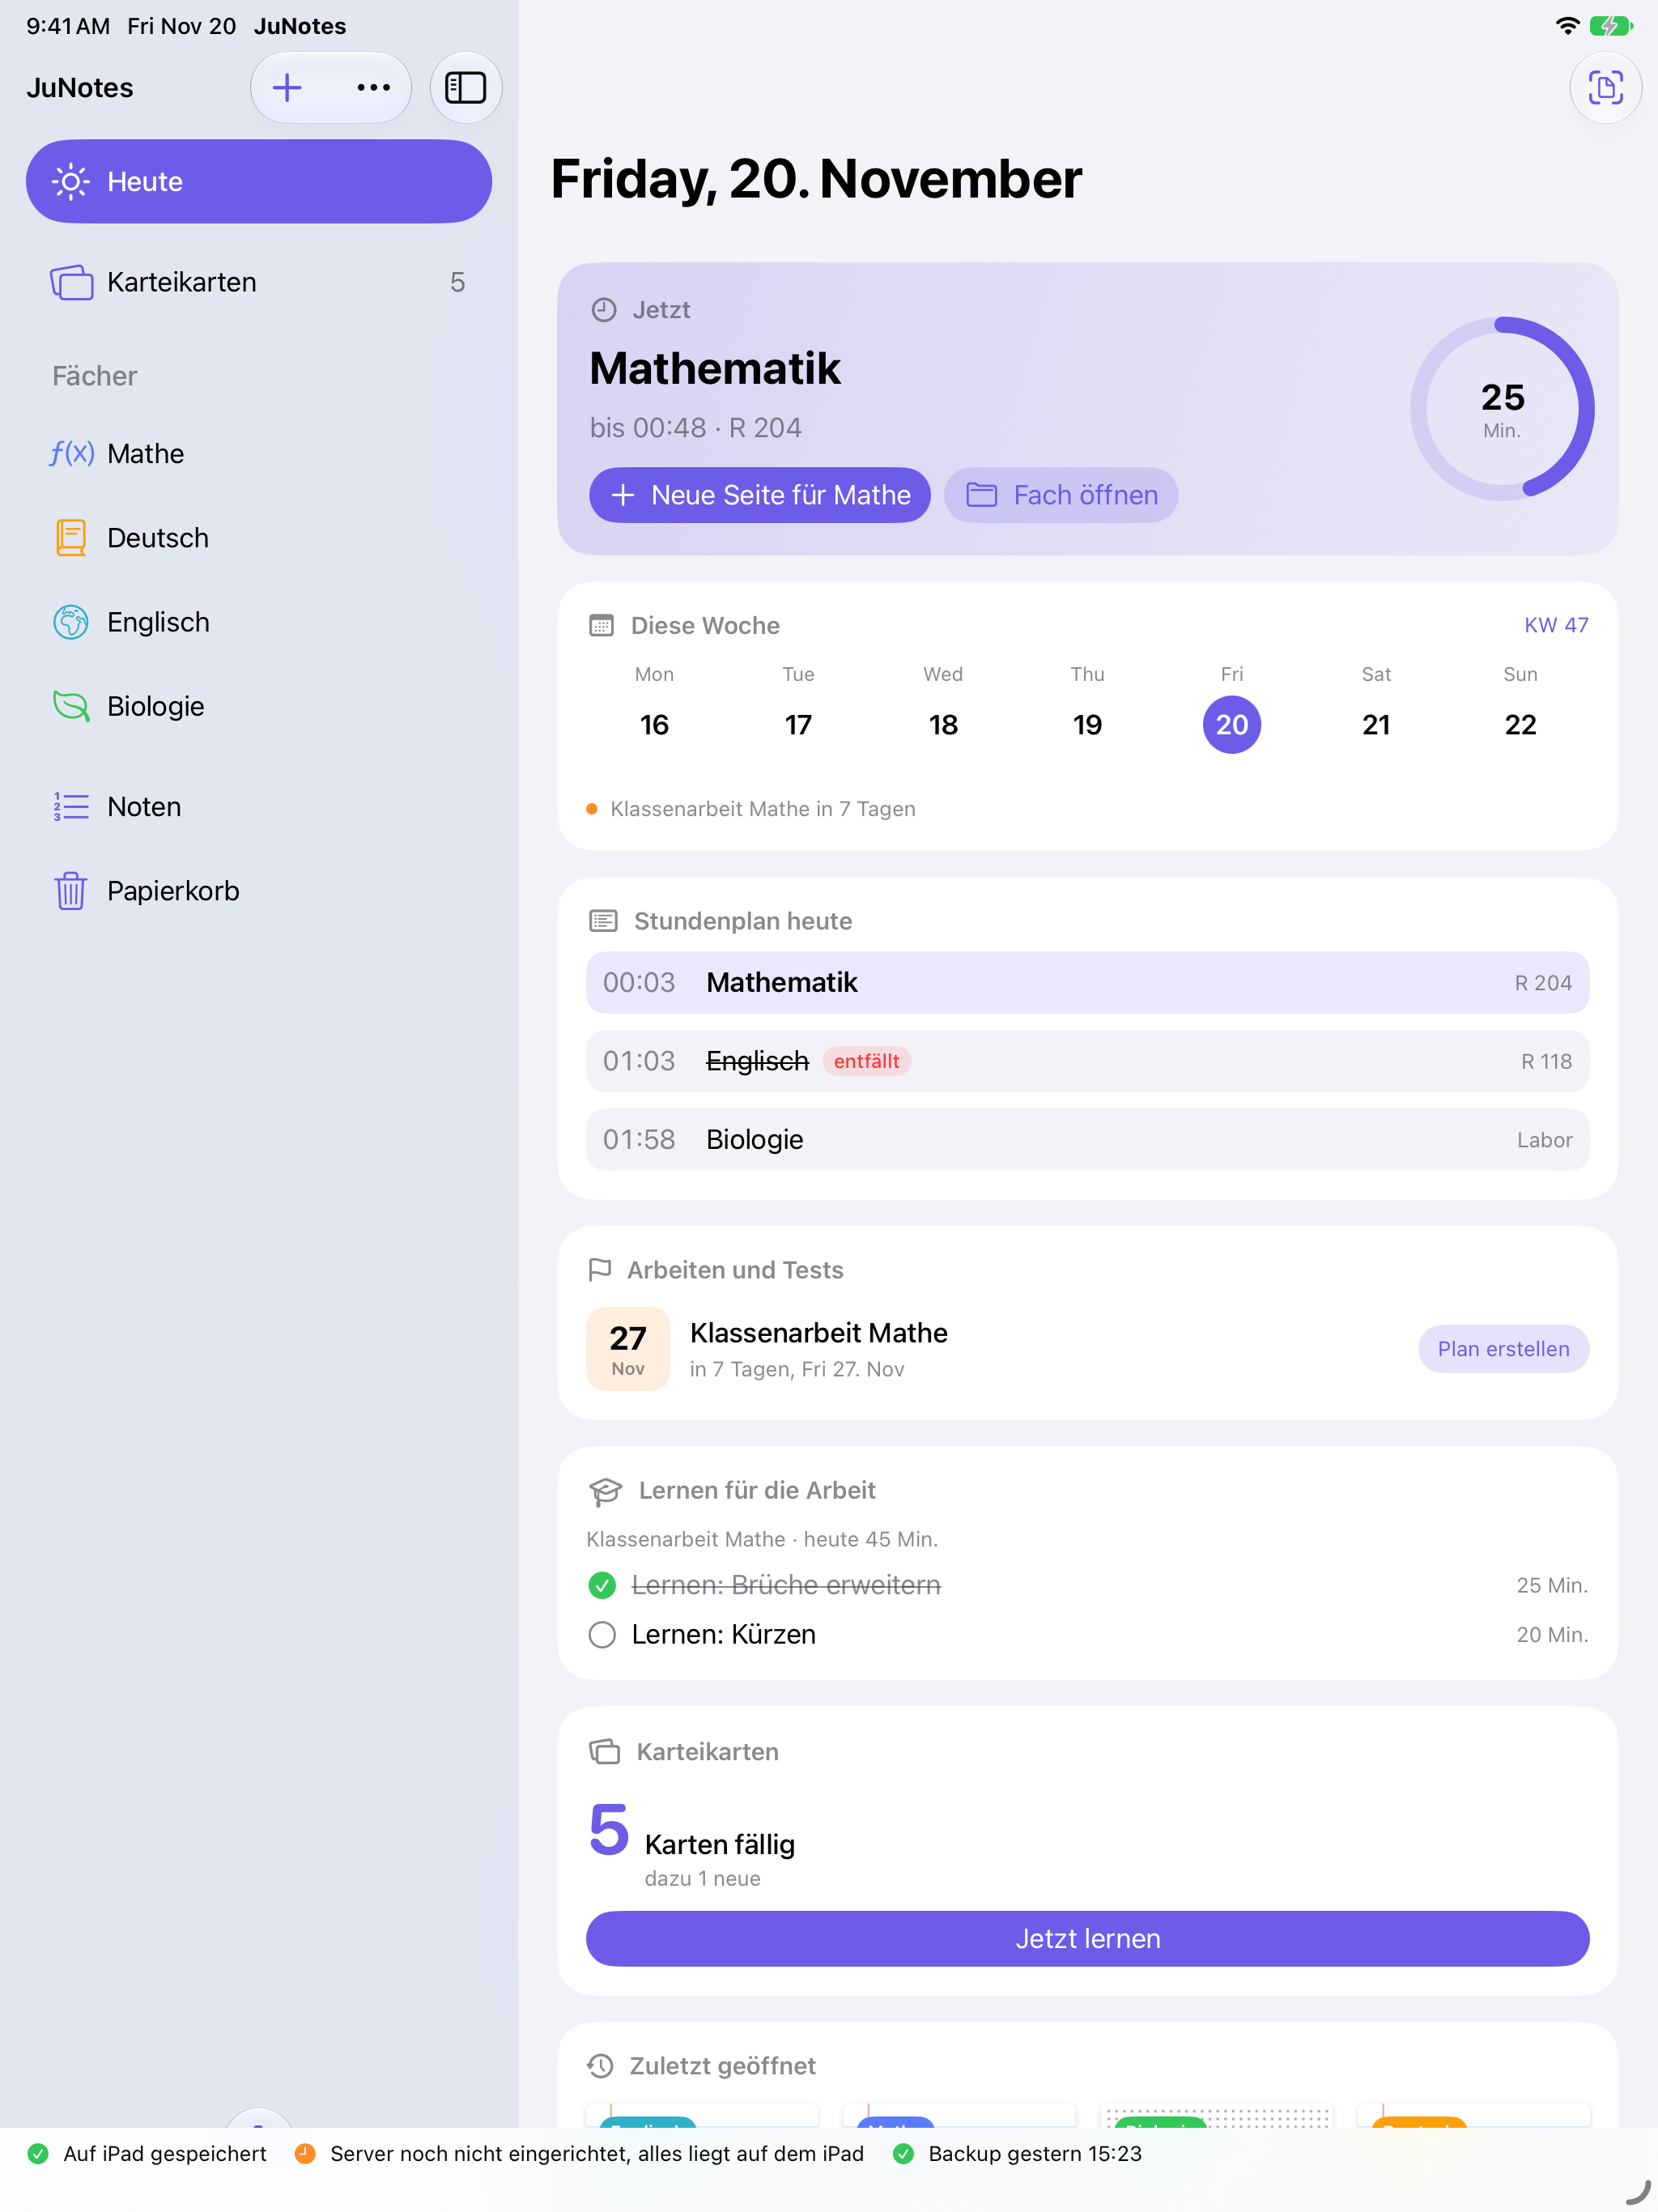 9:41 AM Fri Nov 20 JuNotes
JuNotes
Heute
Karteikarten 5
Fächer
f(x) Mathe
Deutsch
Englisch
Biologie
Noten
Papierkorb
Friday, 20. November
Jetzt
Mathematik
bis 00:48 · R 204
Neue Seite für Mathe Fach öffnen
25
Min.
Diese Woche KW 47
Mon Tue Wed Thu Fri Sat Sun
16 17 18 19 20 21 22
Klassenarbeit Mathe in 7 Tagen
Stundenplan heute
00:03 Mathematik R 204
01:03 Englisch entfällt R 118
01:58 Biologie Labor
Arbeiten und Tests
27
Nov
Klassenarbeit Mathe
in 7 Tagen, Fri 27. Nov
Plan erstellen
Lernen für die Arbeit
Klassenarbeit Mathe · heute 45 Min.
Lernen: Brüche erweitern 25 Min.
Lernen: Kürzen 20 Min.
Karteikarten
5 Karten fällig
dazu 1 neue
Jetzt lernen
Zuletzt geöffnet
Auf iPad gespeichert Server noch nicht eingerichtet, alles liegt auf dem iPad Backup gestern 15:23